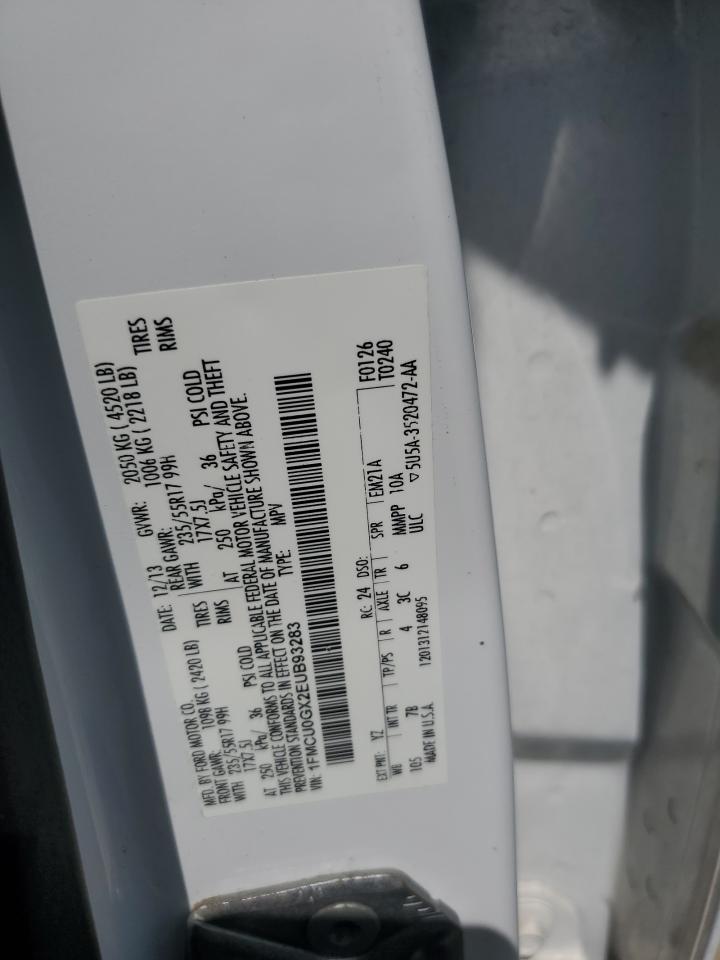 MFD. BY FORD MOTOR CO.
DATE: 12/13 GVWR: 2050 KG ( 4520 LB)
FRONT GAWR: 1098 KG ( 2420 LB) REAR GAWR: 1006 KG ( 2218 LB)
WITH 235/55R17 99H TIRES WITH 235/55R17 99H TIRES
17X7.5J RIMS 17X7.5J RIMS
AT 250 kPa/ 36 PSI COLD AT 250 kPa/ 36 PSI COLD
THIS VEHICLE CONFORMS TO ALL APPLICABLE FEDERAL MOTOR VEHICLE SAFETY AND THEFT
PREVENTION STANDARDS IN EFFECT ON THE DATE OF MANUFACTURE SHOWN ABOVE.
VIN: 1FMCU0GX2EUB93283 TYPE: MPV
F0126
T0240
EXT PNT: YZ RC: 24 DSO:
WB INT TR TP/PS R AXLE TR SPR EM21A
105 7B 4 3C 6 MMPP 10A
MADE IN U.S.A. 1201312148095 ULC ▽5U5A-3520472-AA